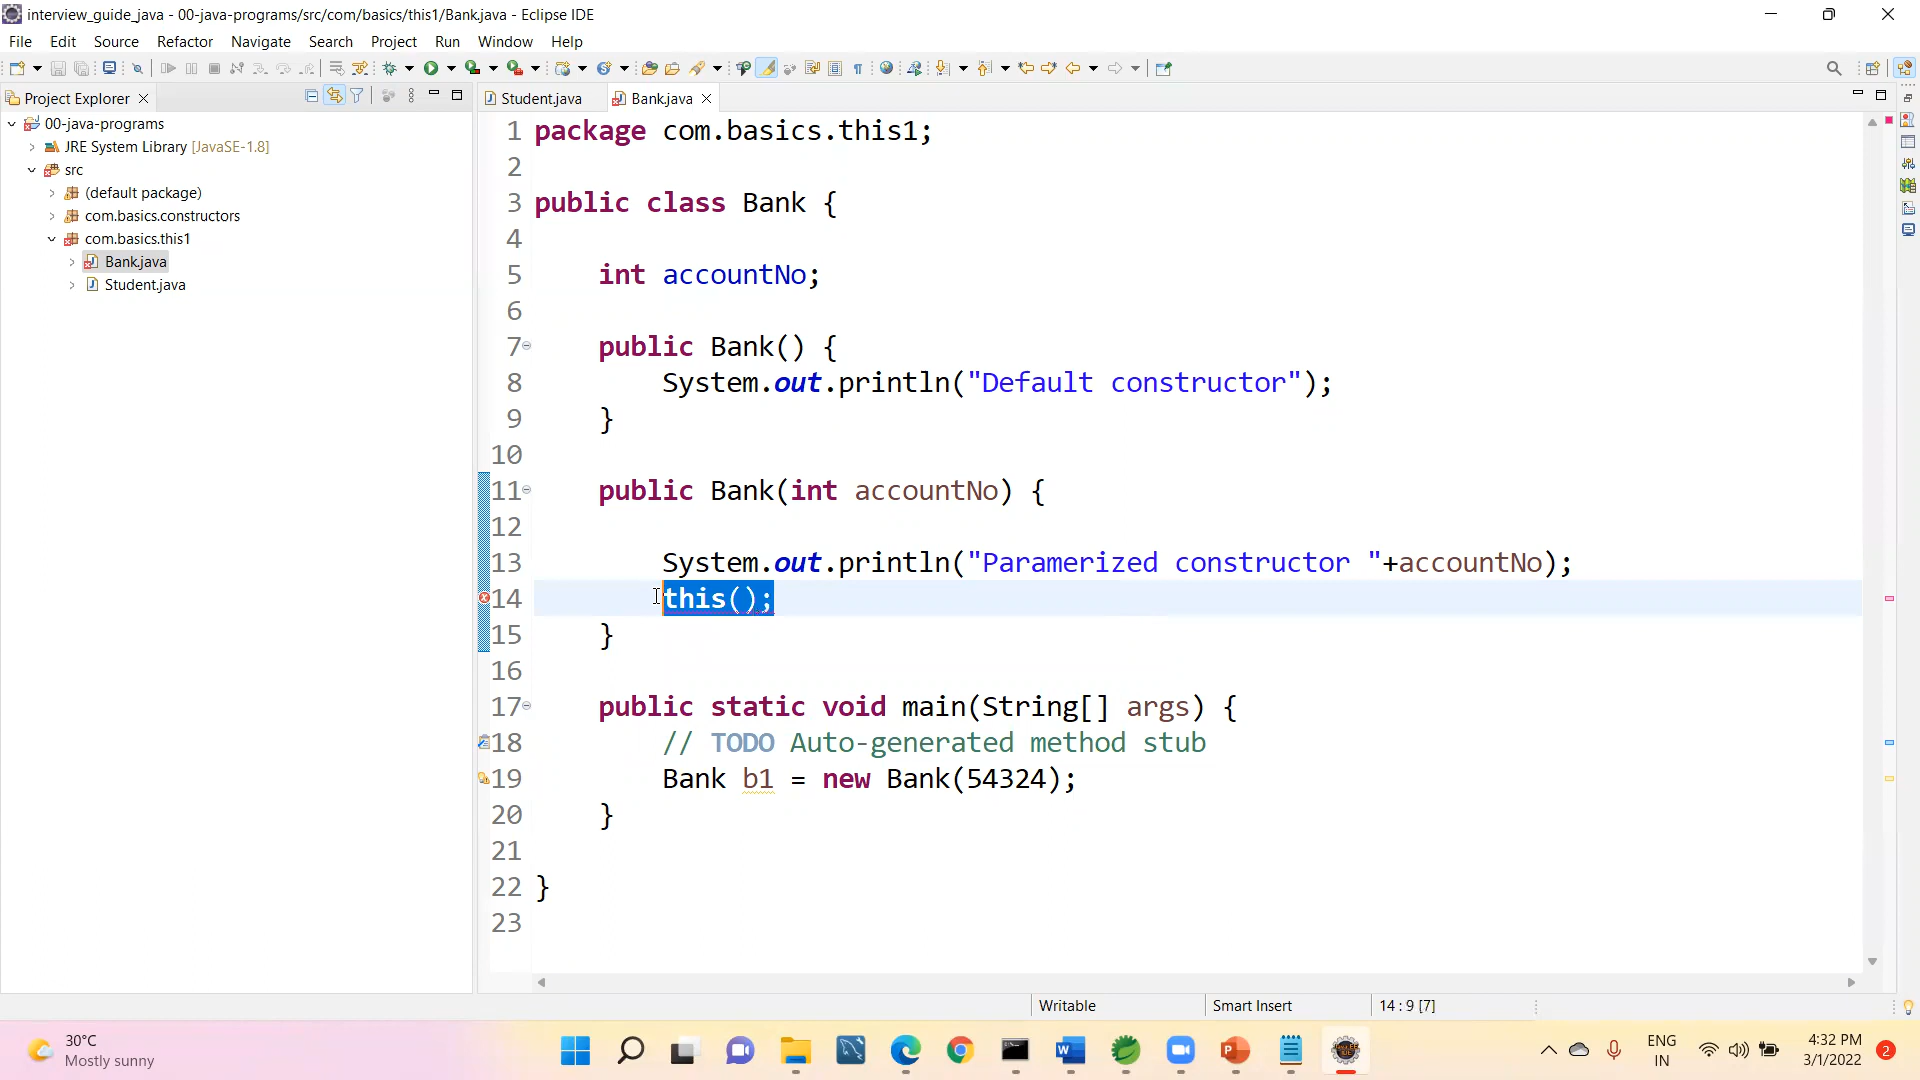 interview_guide_java - 00-java-programs/src/com/basics/this1/Bank.java - Eclipse IDE
File Edit Source Refactor Navigate Search Project Run Window Help
Project Explorer
00-java-programs
JRE System Library [JavaSE-1.8]
src
(default package)
com.basics.constructors
com.basics.this1
Bank.java
Student.java
Student.java Bank.java
1 package com.basics.this1;
2
3 public class Bank {
4
5 int accountNo;
6
7 public Bank() {
8 System.out.println("Default constructor");
9 }
10
11 public Bank(int accountNo) {
12
13 System.out.println("Paramerized constructor "+accountNo);
14 this();
15 }
16
17 public static void main(String[] args) {
18 // TODO Auto-generated method stub
19 Bank b1 = new Bank(54324);
20 }
21
22 }
23
Writable Smart Insert 14 : 9 [7]
30°C
Mostly sunny
ENG
IN
4:32 PM
3/1/2022
2